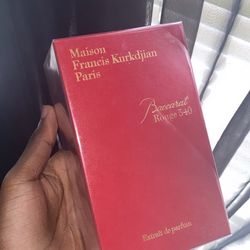 Maison
Francis Kurkdjian
Paris
Baccarat
Rouge 540
Extrait de parfum